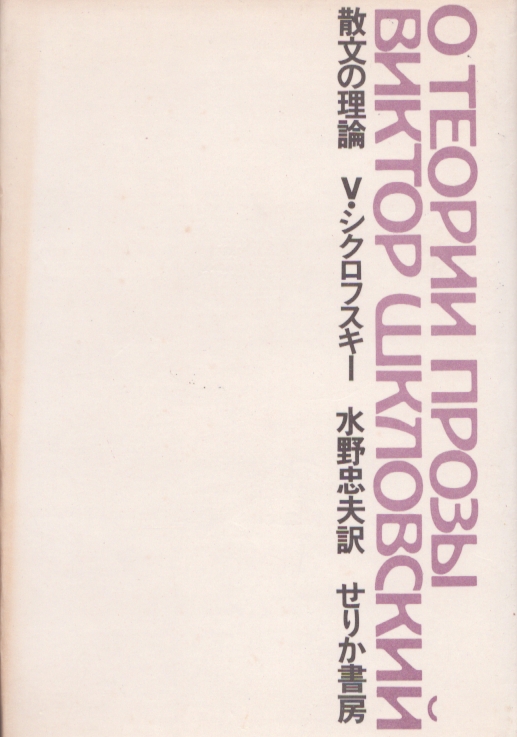 О ТЕОРИИ ПРОЗЫ
ВИКТОР ШКЛОВСКИЙ
散文の理論 V・シクロフスキー 水野忠夫訳 せりか書房